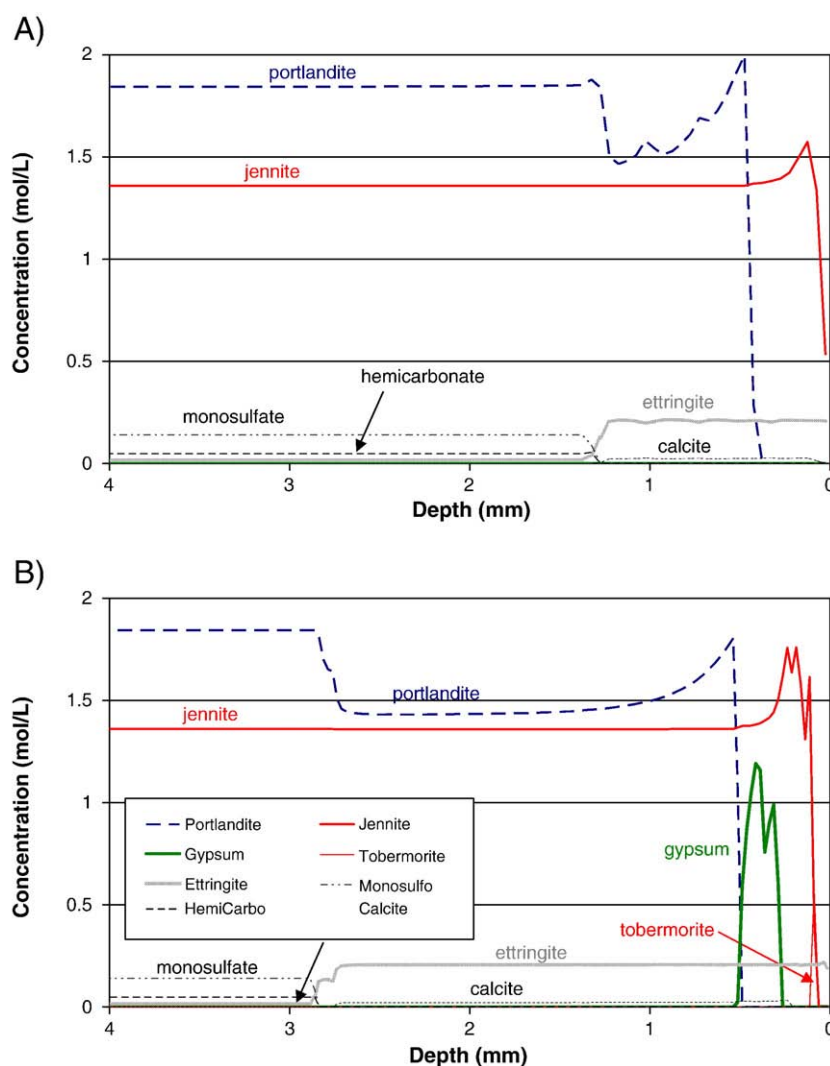 A)
2
portlandite
1.5
jennite
1
0.5
hemicarbonate
ettringite
monosulfate
calcite
0
4
3
2
1
0
Concentration (mol/L)
Depth (mm)
B)
2
portlandite
1.5
jennite
1
Portlandite
Jennite
Gypsum
Tobermorite
gypsum
Ettringite
Monosulfo
HemiCarbo
Calcite
0.5
tobermorite
ettringite
monosulfate
calcite
0
4
3
2
1
0
Concentration (mol/L)
Depth (mm)